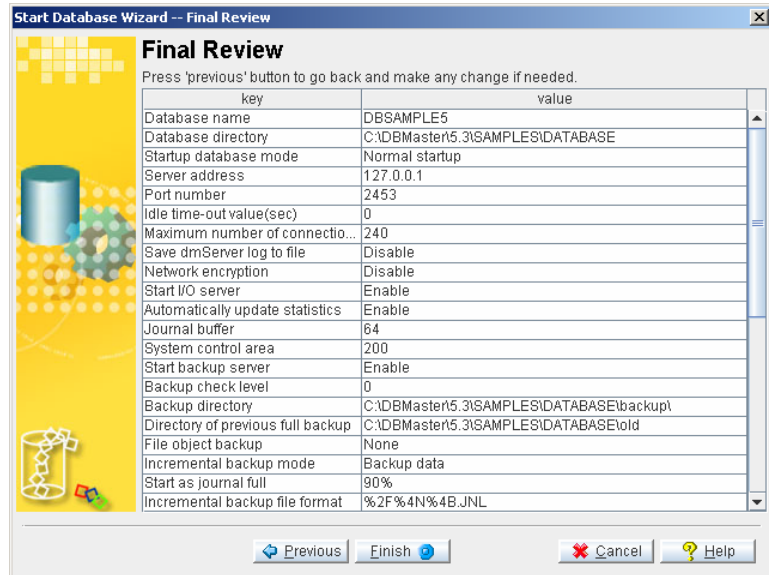 Start Database Wizard -- Final Review
Final Review
Press 'previous' button to go back and make any change if needed.
key value
Database name DBSAMPLE5
Database directory C:\DBMaster\5.3\SAMPLES\DATABASE
Startup database mode Normal startup
Server address 127.0.0.1
Port number 2453
Idle time-out value(sec) 0
Maximum number of connectio... 240
Save dmServer log to file Disable
Network encryption Disable
Start I/O server Enable
Automatically update statistics Enable
Journal buffer 64
System control area 200
Start backup server Enable
Backup check level 0
Backup directory C:\DBMaster\5.3\SAMPLES\DATABASE\backup\
Directory of previous full backup C:\DBMaster\5.3\SAMPLES\DATABASE\old
File object backup None
Incremental backup mode Backup data
Start as journal full 90%
Incremental backup file format %2F%4N%4B.JNL
Previous Finish Cancel Help